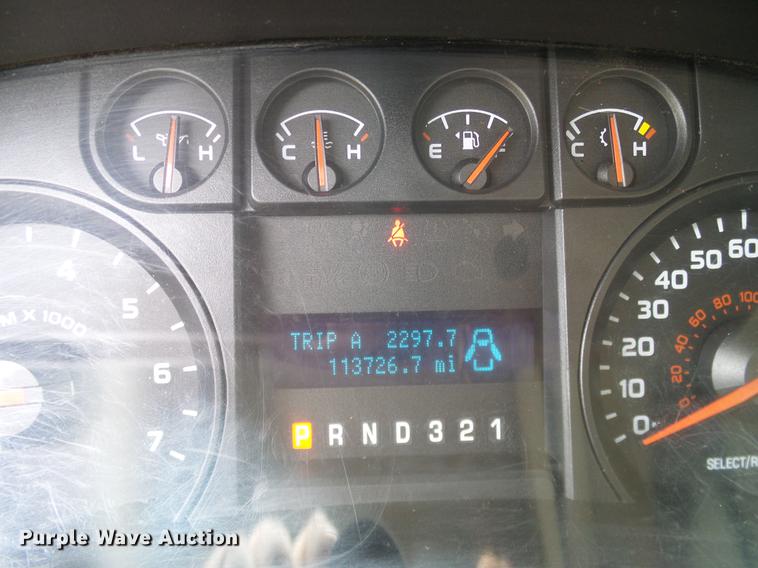 L H
C H
E F
C H
4
5
6
7
M X 1000
TRIP A 2297.7
113726.7 mi
P R N D 3 2 1
60
50
40
30
20
10
0
100
80
60
40
20
0
SELECT/R
Purple Wave Auction